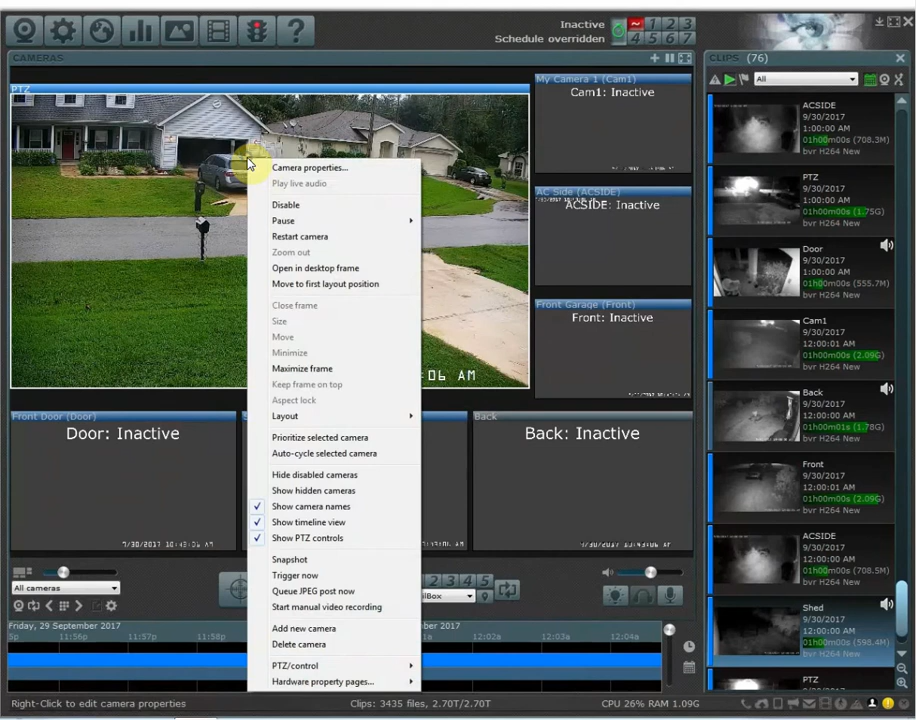 Inactive
Schedule overridden
1 2 3
4 5 6 7
CAMERAS
CLIPS (76)
All
PTZ
06 AM
My Camera 1 (Cam1)
Cam1: Inactive
AC Side (ACSIDE)
ACSIDE: Inactive
Front Garage (Front)
Front: Inactive
Front Door (Door)
Door: Inactive
Back
Back: Inactive
Camera properties...
Play live audio
Disable
Pause
Restart camera
Zoom out
Open in desktop frame
Move to first layout position
Close frame
Size
Move
Minimize
Maximize frame
Keep frame on top
Aspect lock
Layout
Prioritize selected camera
Auto-cycle selected camera
Hide disabled cameras
Show hidden cameras
Show camera names
Show timeline view
Show PTZ controls
Snapshot
Trigger now
Queue JPEG post now
Start manual video recording
Add new camera
Delete camera
PTZ/control
Hardware property pages...
ACSIDE
9/30/2017
1:00:00 AM
01h00m00s (708.3M)
bvr H264 New
PTZ
9/30/2017
1:00:00 AM
01h00m00s (1.75G)
bvr H264 New
Door
9/30/2017
1:00:00 AM
01h00m00s (555.7M)
bvr H264 New
Cam1
9/30/2017
12:00:01 AM
01h00m00s (2.09G)
bvr H264 New
Back
9/30/2017
12:00:00 AM
01h00m01s (1.78G)
bvr H264 New
Front
9/30/2017
12:00:01 AM
01h00m00s (2.09G)
bvr H264 New
ACSIDE
9/30/2017
12:00:00 AM
01h00m00s (708.5M)
bvr H264 New
Shed
9/30/2017
12:00:00 AM
01h00m00s (598.4M)
bvr H264 New
PTZ
All cameras
2 3 4 5
ilBox
Friday, 29 September 2017
ber 2017
11:56p
11:57p
11:58p
12:02a
12:03a
12:04a
Right-Click to edit camera properties
Clips: 3435 files, 2.70T/2.70T
CPU 26% RAM 1.09G